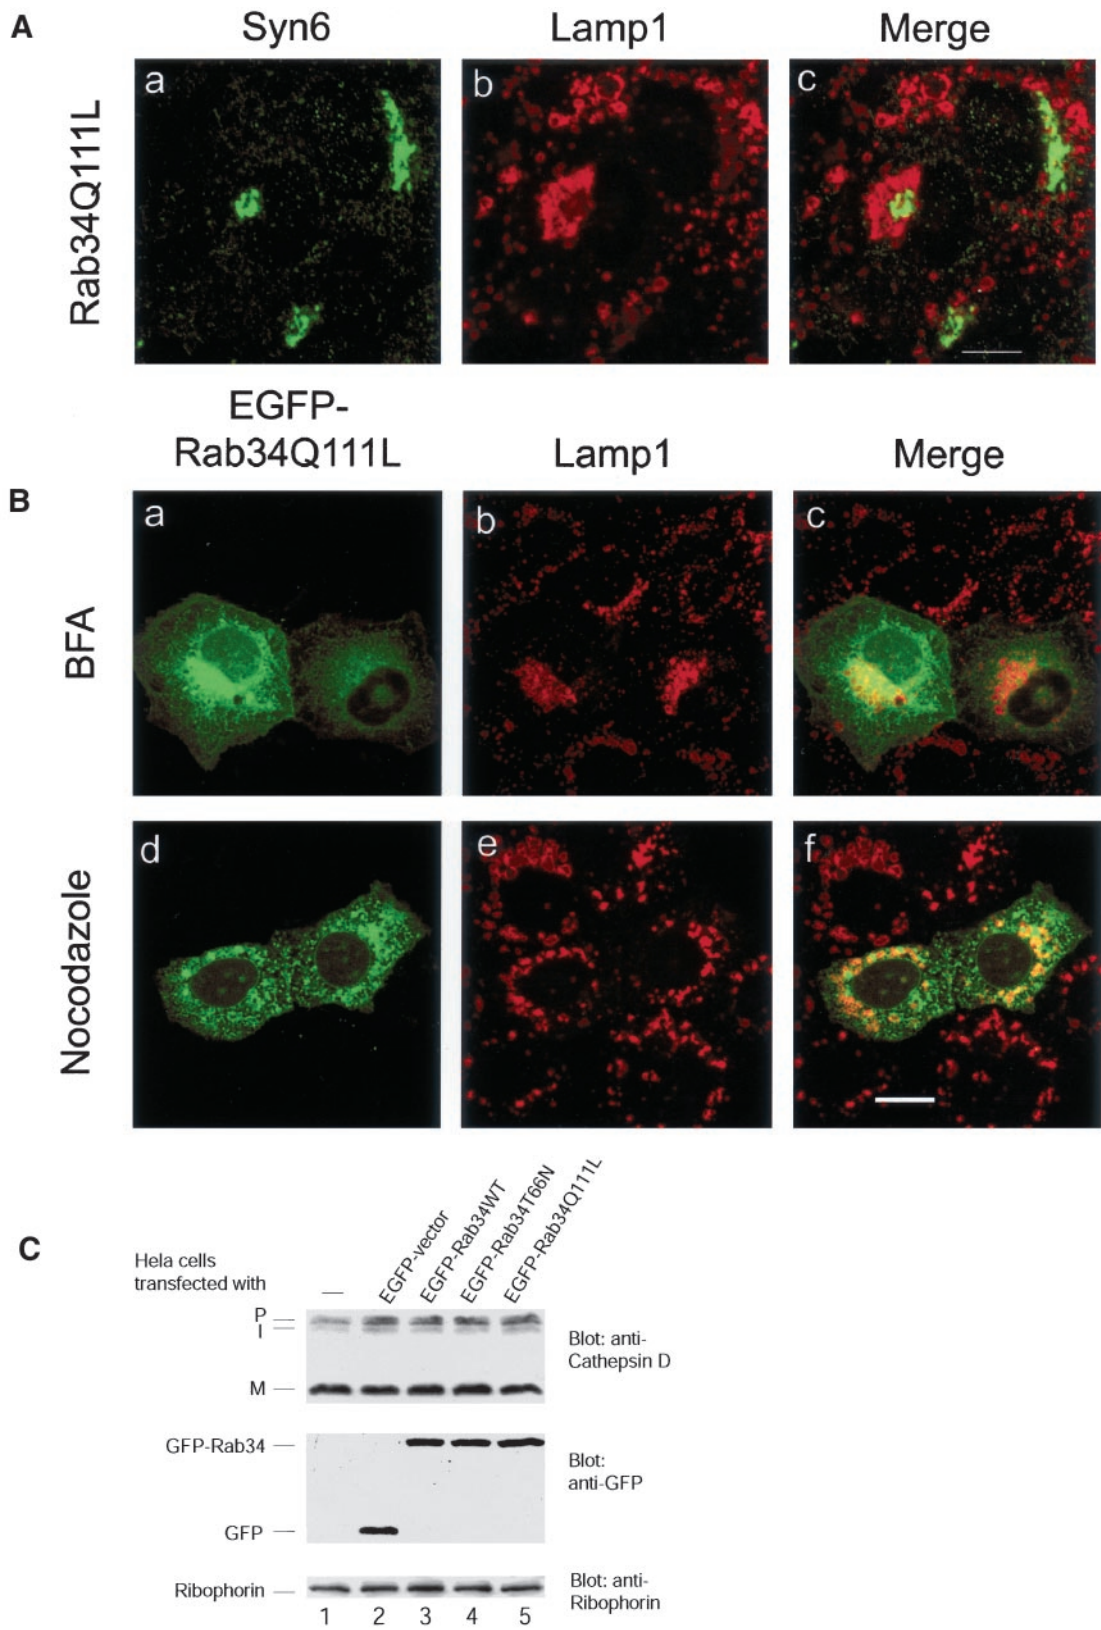 A
Syn6 Lamp1 Merge
Rab34Q111L
a b c
EGFP-
Rab34Q111L Lamp1 Merge
B
BFA
a b c
Nocodazole
d e f
C
Hela cells
transfected with
— EGFP-vector EGFP-Rab34WT EGFP-Rab34T66N EGFP-Rab34Q111L
P
I
M
Blot: anti-
Cathepsin D
GFP-Rab34
GFP
Blot:
anti-GFP
Ribophorin
Blot: anti-
Ribophorin
1 2 3 4 5